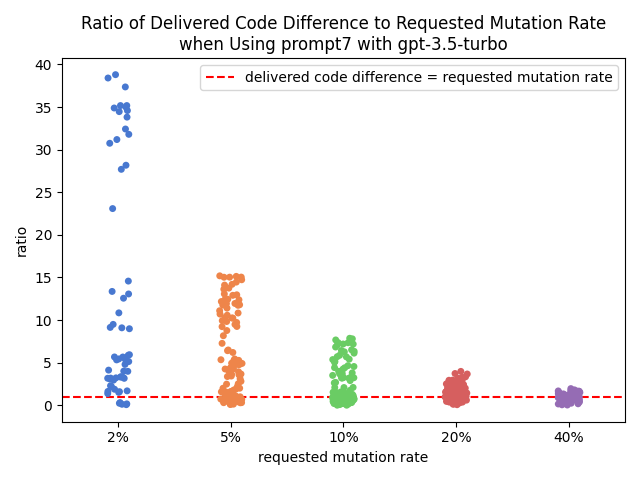 Ratio of Delivered Code Difference to Requested Mutation Rate
when Using prompt7 with gpt-3.5-turbo
delivered code difference = requested mutation rate
ratio
40
35
30
25
20
15
10
5
0
2% 5% 10% 20% 40%
requested mutation rate